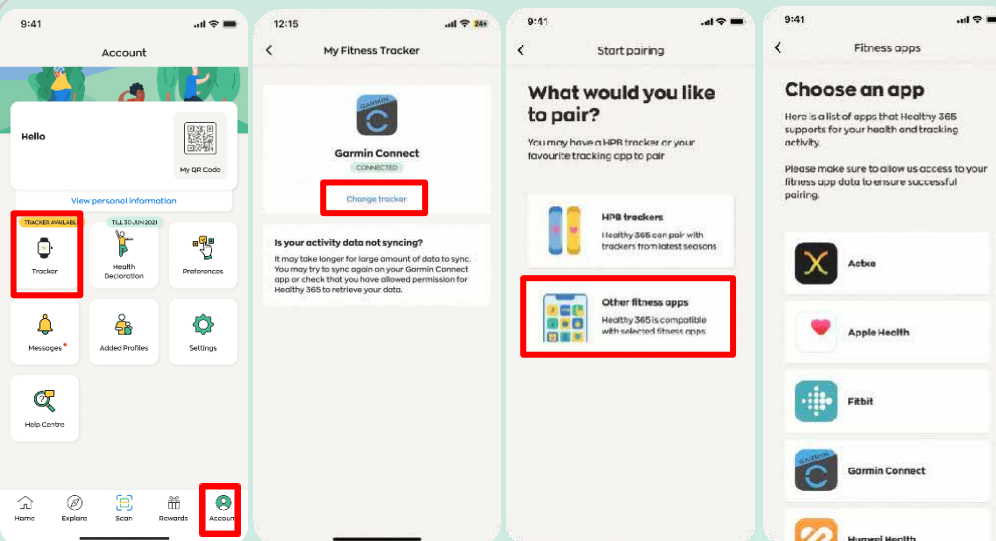 9:41
Account
Hello
My QR Code
View personal information
TRACKER AVAILABLE
Tracker
TILL 30 JUN 2021
Health
Declaration
Preferences
Messages
Added Profiles
Settings
Help Centre
Home
Explore
Scan
Rewards
Account
12:15
24+
My Fitness Tracker
GARMIN
Garmin Connect
CONNECTED
Change tracker
Is your activity data not syncing?
It may take longer for large amount of data to sync.
You may try to sync again on your Garmin Connect
app or check that you have allowed permission for
Healthy 365 to retrieve your data.
9:41
Start pairing
What would you like
to pair?
You may have a HPB tracker or your
favourite tracking app to pair
HPB trackers
Healthy 365 can pair with
trackers from latest seasons
Other fitness apps
Healthy 365 is compatible
with selected fitness apps
9:41
Fitness apps
Choose an app
Here is a list of apps that Healthy 365
supports for your health and tracking
activity.
Please make sure to allow us access to your
fitness app data to ensure successful
pairing.
Actxa
Apple Health
Fitbit
GARMIN
Garmin Connect
Huawei Health